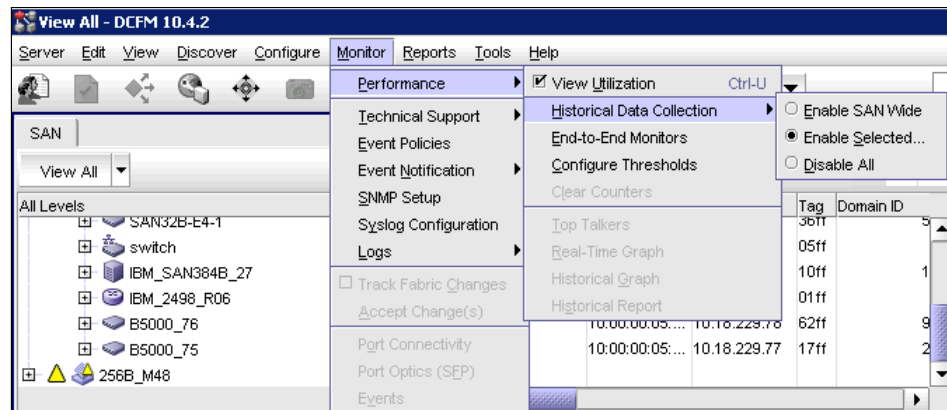 View All - DCFM 10.4.2
Server Edit View Discover Configure Monitor Reports Tools Help
Performance
Technical Support
Event Policies
Event Notification
SNMP Setup
Syslog Configuration
Logs
Track Fabric Changes
Accept Change(s)
Port Connectivity
Port Optics (SFP)
Events
View Utilization Ctrl-U
Historical Data Collection
End-to-End Monitors
Configure Thresholds
Clear Counters
Top Talkers
Real-Time Graph
Historical Graph
Historical Report
Enable SAN Wide
Enable Selected...
Disable All
SAN
View All
All Levels Tag Domain ID
SAN32B-E4-1 36ff 5
switch 05ff
IBM_SAN384B_27 10ff 1
IBM_2498_R06 01ff
B5000_76 10:00:00:05:... 10.18.229.76 62ff 9
B5000_75 10:00:00:05:... 10.18.229.77 17ff 2
256B_M48